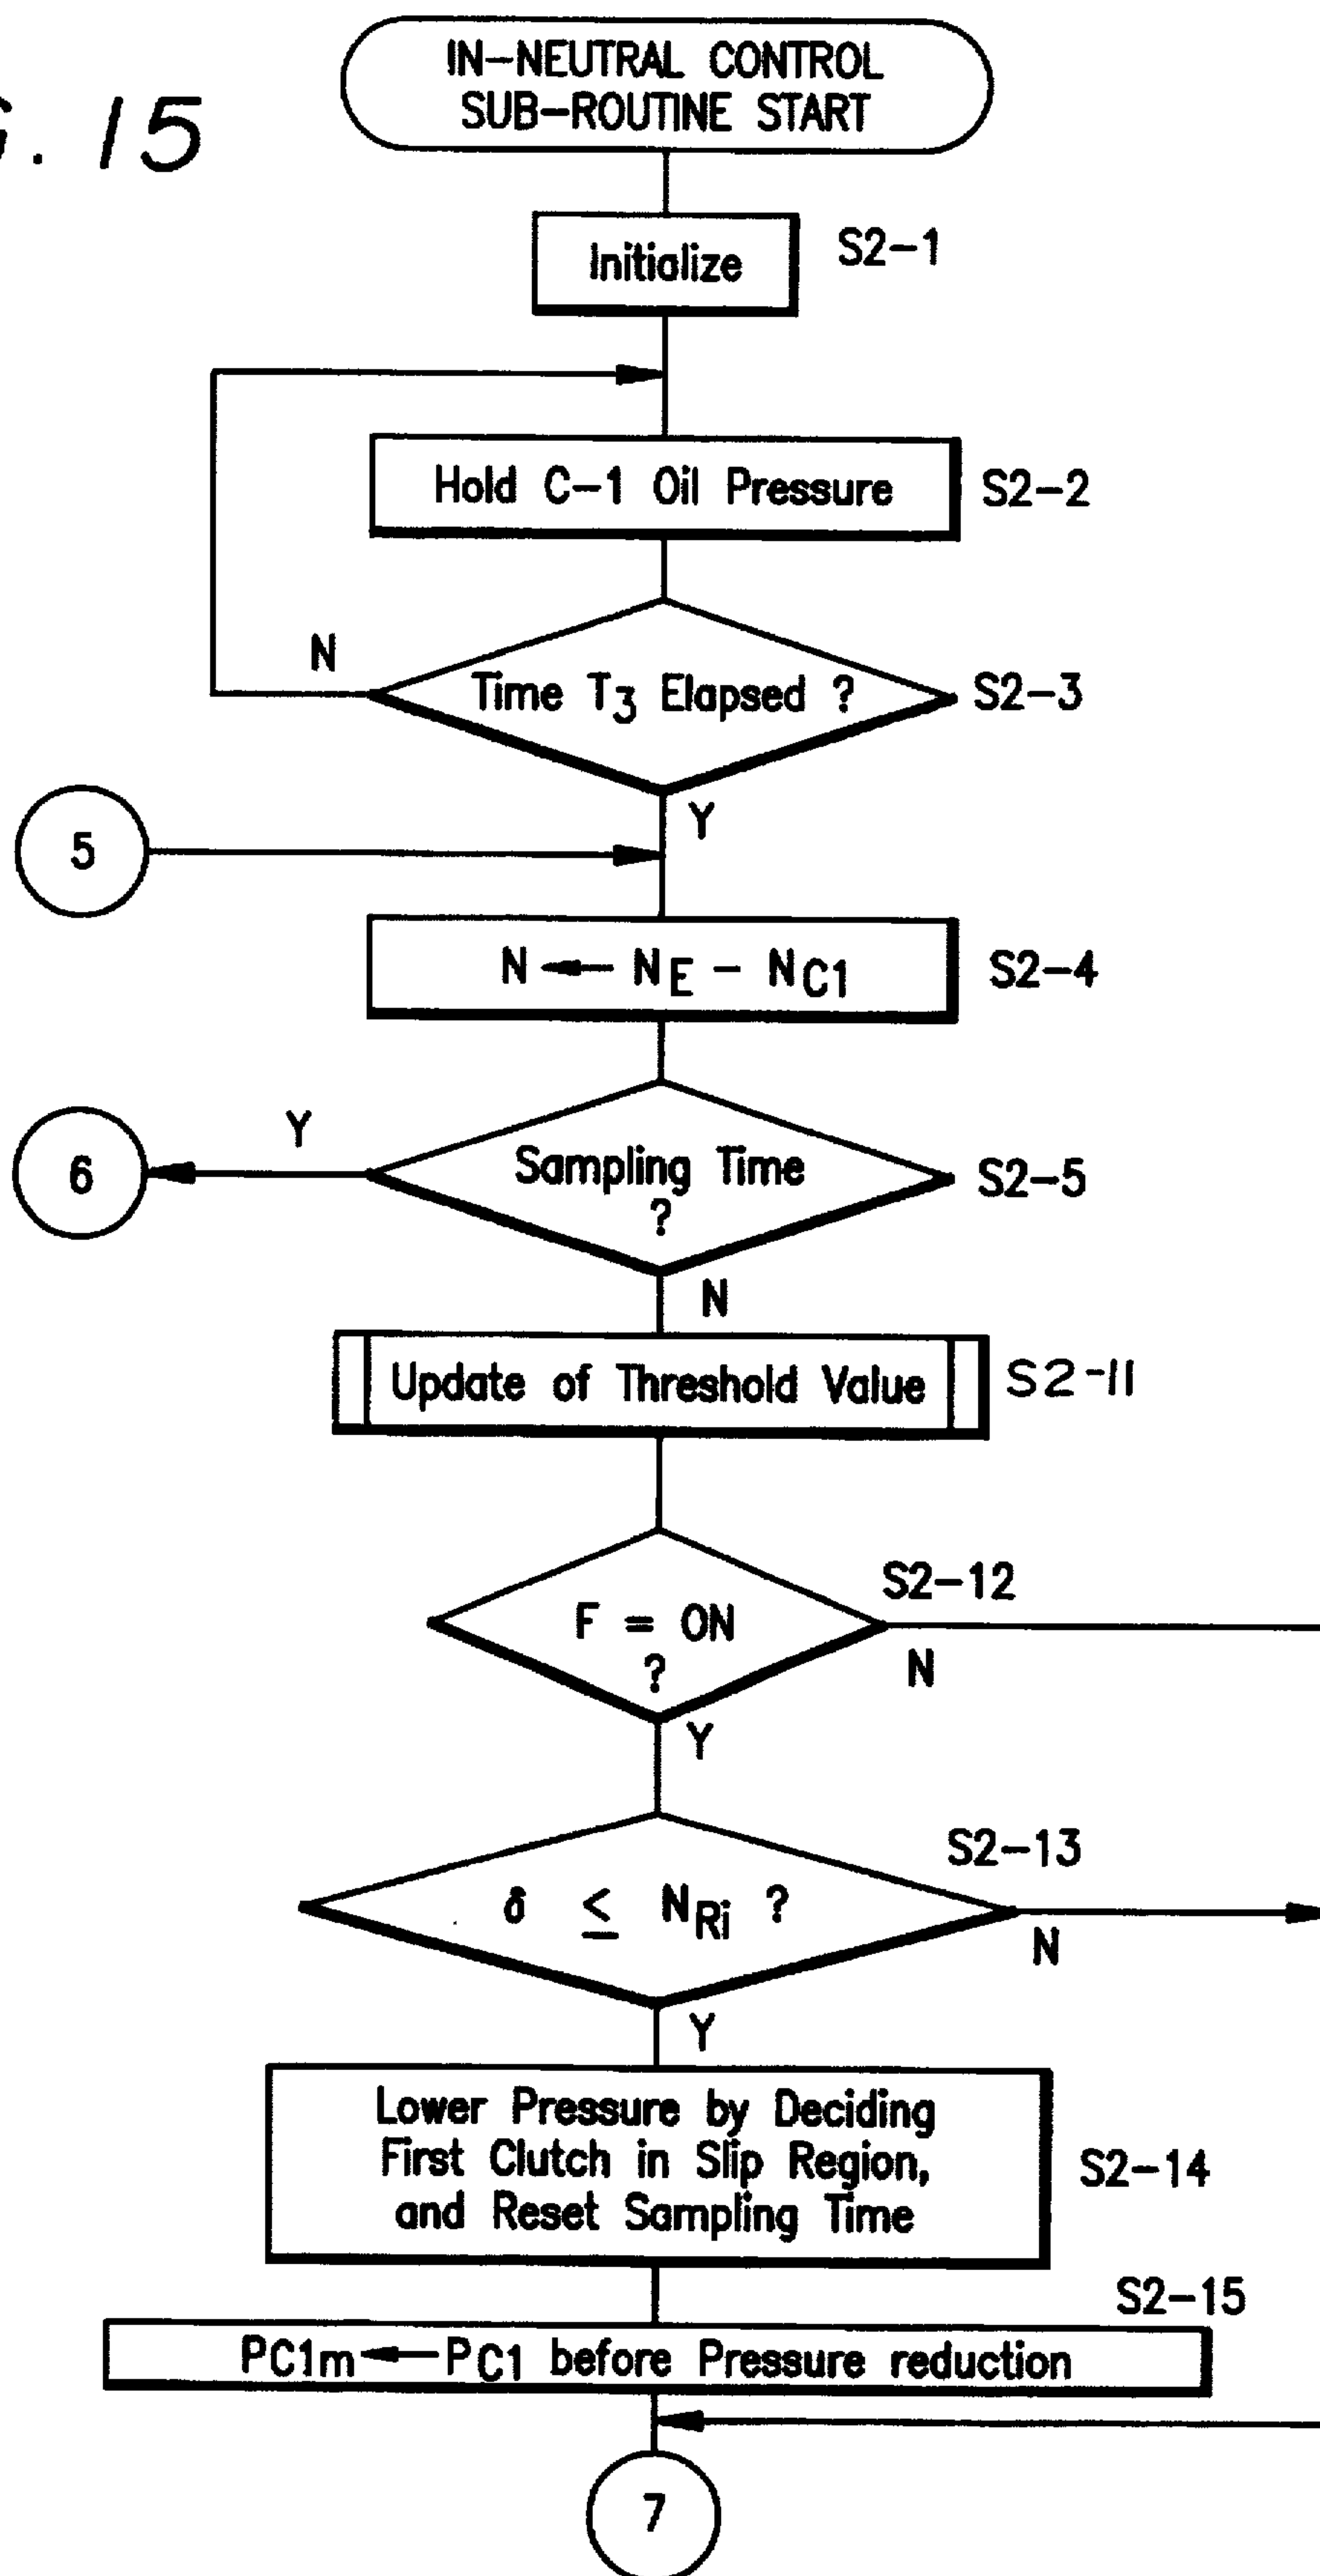 G. 15
IN-NEUTRAL CONTROL
SUB-ROUTINE START
Initialize
S2-1
Hold C-1 Oil Pressure
S2-2
N
Time T3 Elapsed ?
S2-3
Y
5
N ← NE - NC1
S2-4
Y
6
Sampling Time
?
S2-5
N
Update of Threshold Value
S2-11
S2-12
F = ON
?
N
Y
S2-13
δ ≤ NRi ?
N
Y
Lower Pressure by Deciding
First Clutch in Slip Region,
and Reset Sampling Time
S2-14
S2-15
PC1m ← PC1 before Pressure reduction
7